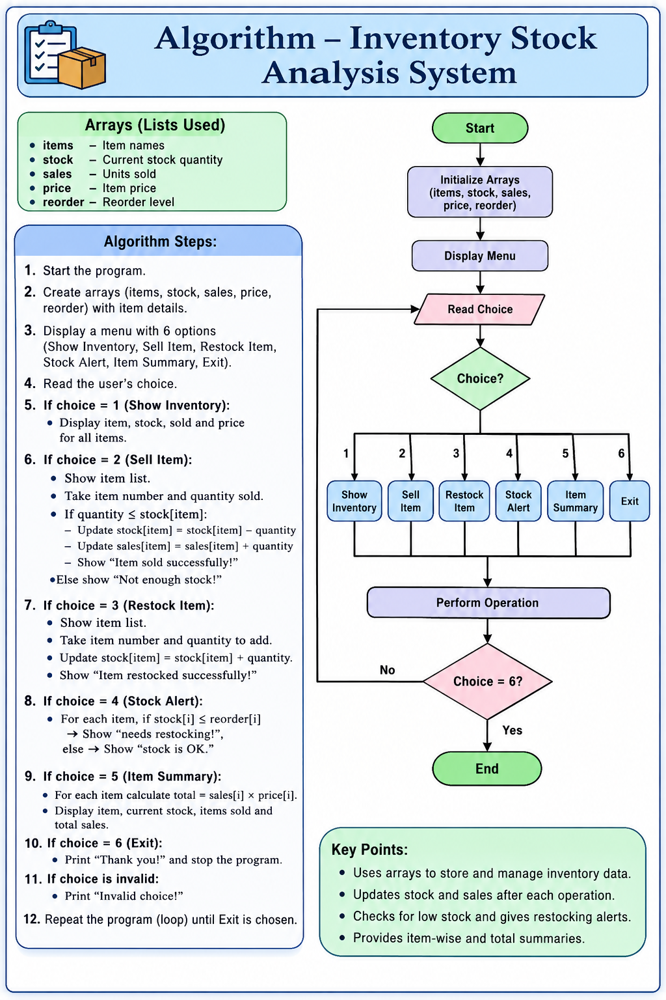 Algorithm – Inventory Stock
Analysis System
Arrays (Lists Used)
• items – Item names
• stock – Current stock quantity
• sales – Units sold
• price – Item price
• reorder – Reorder level
Algorithm Steps:
1. Start the program.
2. Create arrays (items, stock, sales, price,
reorder) with item details.
3. Display a menu with 6 options
(Show Inventory, Sell Item, Restock Item,
Stock Alert, Item Summary, Exit).
4. Read the user’s choice.
5. If choice = 1 (Show Inventory):
• Display item, stock, sold and price
for all items.
6. If choice = 2 (Sell Item):
• Show item list.
• Take item number and quantity sold.
• If quantity ≤ stock[item]:
– Update stock[item] = stock[item] – quantity
– Update sales[item] = sales[item] + quantity
– Show “Item sold successfully!”
•Else show “Not enough stock!”
7. If choice = 3 (Restock Item):
• Show item list.
• Take item number and quantity to add.
• Update stock[item] = stock[item] + quantity.
• Show “Item restocked successfully!”
8. If choice = 4 (Stock Alert):
• For each item, if stock[i] ≤ reorder[i]
→ Show “needs restocking!”,
else → Show “stock is OK.”
9. If choice = 5 (Item Summary):
• For each item calculate total = sales[i] × price[i].
• Display item, current stock, items sold and
total sales.
10. If choice = 6 (Exit):
• Print “Thank you!” and stop the program.
11. If choice is invalid:
• Print “Invalid choice!”
12. Repeat the program (loop) until Exit is chosen.
Start
Initialize Arrays
(items, stock, sales,
price, reorder)
Display Menu
Read Choice
Choice?
1 2 3 4 5 6
Show
Inventory
Sell
Item
Restock
Item
Stock
Alert
Item
Summary
Exit
Perform Operation
Choice = 6?
No
Yes
End
Key Points:
• Uses arrays to store and manage inventory data.
• Updates stock and sales after each operation.
• Checks for low stock and gives restocking alerts.
• Provides item-wise and total summaries.